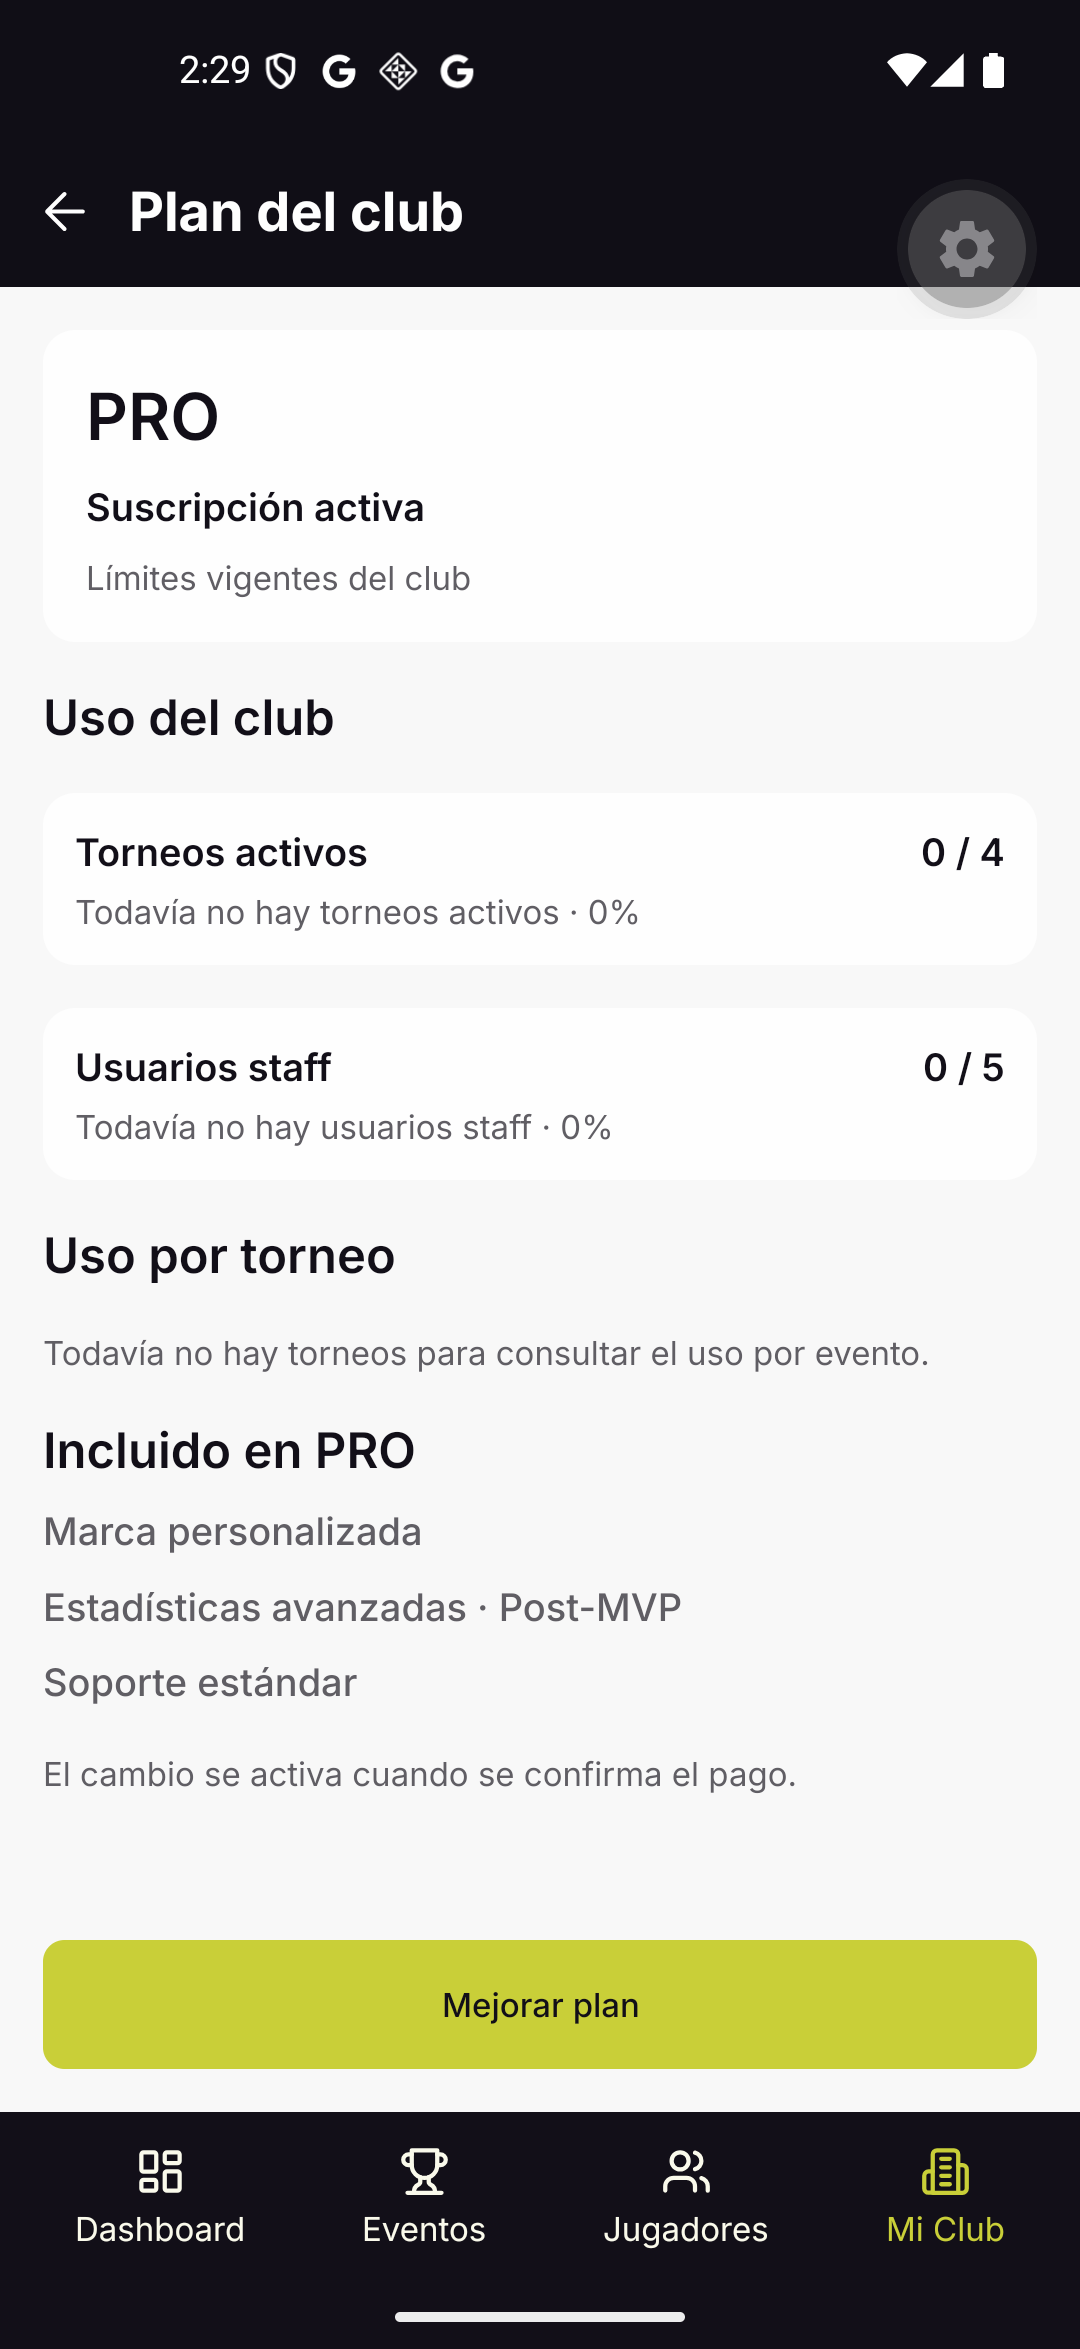 2:29
Plan del club
PRO
Suscripción activa
Límites vigentes del club
Uso del club
Torneos activos 0 / 4
Todavía no hay torneos activos · 0%
Usuarios staff 0 / 5
Todavía no hay usuarios staff · 0%
Uso por torneo
Todavía no hay torneos para consultar el uso por evento.
Incluido en PRO
Marca personalizada
Estadísticas avanzadas · Post-MVP
Soporte estándar
El cambio se activa cuando se confirma el pago.
Mejorar plan
Dashboard Eventos Jugadores Mi Club